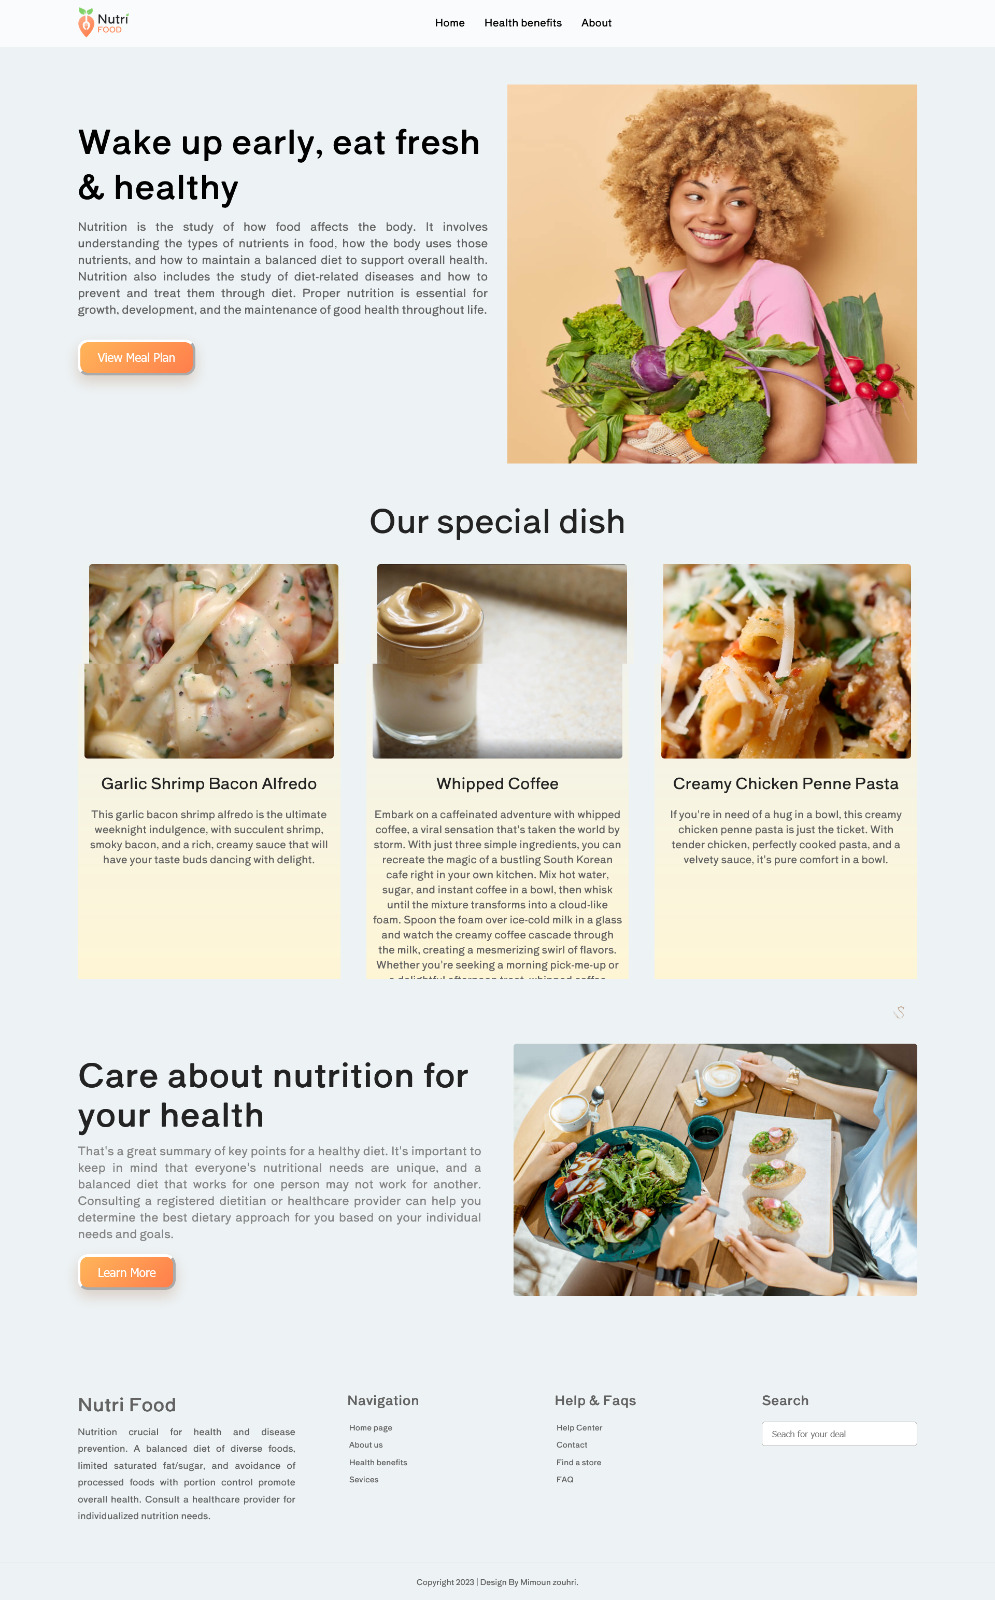 Nutri
FOOD
Home Health benefits About
Wake up early, eat fresh
& healthy
Nutrition is the study of how food affects the body. It involves
understanding the types of nutrients in food, how the body uses those
nutrients, and how to maintain a balanced diet to support overall health.
Nutrition also includes the study of diet-related diseases and how to
prevent and treat them through diet. Proper nutrition is essential for
growth, development, and the maintenance of good health throughout life.
View Meal Plan
Our special dish
Garlic Shrimp Bacon Alfredo
This garlic bacon shrimp alfredo is the ultimate
weeknight indulgence, with succulent shrimp,
smoky bacon, and a rich, creamy sauce that will
have your taste buds dancing with delight.
Whipped Coffee
Embark on a caffeinated adventure with whipped
coffee, a viral sensation that's taken the world by
storm. With just three simple ingredients, you can
recreate the magic of a bustling South Korean
cafe right in your own kitchen. Mix hot water,
sugar, and instant coffee in a bowl, then whisk
until the mixture transforms into a cloud-like
foam. Spoon the foam over ice-cold milk in a glass
and watch the creamy coffee cascade through
the milk, creating a mesmerizing swirl of flavors.
Whether you're seeking a morning pick-me-up or
a delightful afternoon treat, whipped coffee
Creamy Chicken Penne Pasta
If you're in need of a hug in a bowl, this creamy
chicken penne pasta is just the ticket. With
tender chicken, perfectly cooked pasta, and a
velvety sauce, it's pure comfort in a bowl.
S
Care about nutrition for
your health
That's a great summary of key points for a healthy diet. It's important to
keep in mind that everyone's nutritional needs are unique, and a
balanced diet that works for one person may not work for another.
Consulting a registered dietitian or healthcare provider can help you
determine the best dietary approach for you based on your individual
needs and goals.
Learn More
Nutri Food
Nutrition crucial for health and disease
prevention. A balanced diet of diverse foods,
limited saturated fat/sugar, and avoidance of
processed foods with portion control promote
overall health. Consult a healthcare provider for
individualized nutrition needs.
Navigation
Home page
About us
Health benefits
Sevices
Help & Faqs
Help Center
Contact
Find a store
FAQ
Search
Seach for your deal
Copyright 2023 | Design By Mimoun zouhri.